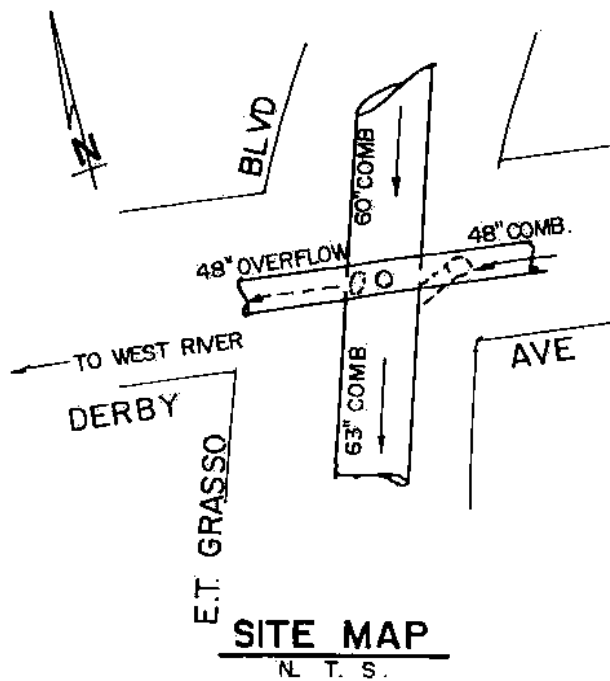 N
BLVD
60" COMB
48" COMB.
48" OVERFLOW
TO WEST RIVER
DERBY
AVE
63" COMB
E.T. GRASSO
SITE MAP
N. T. S.